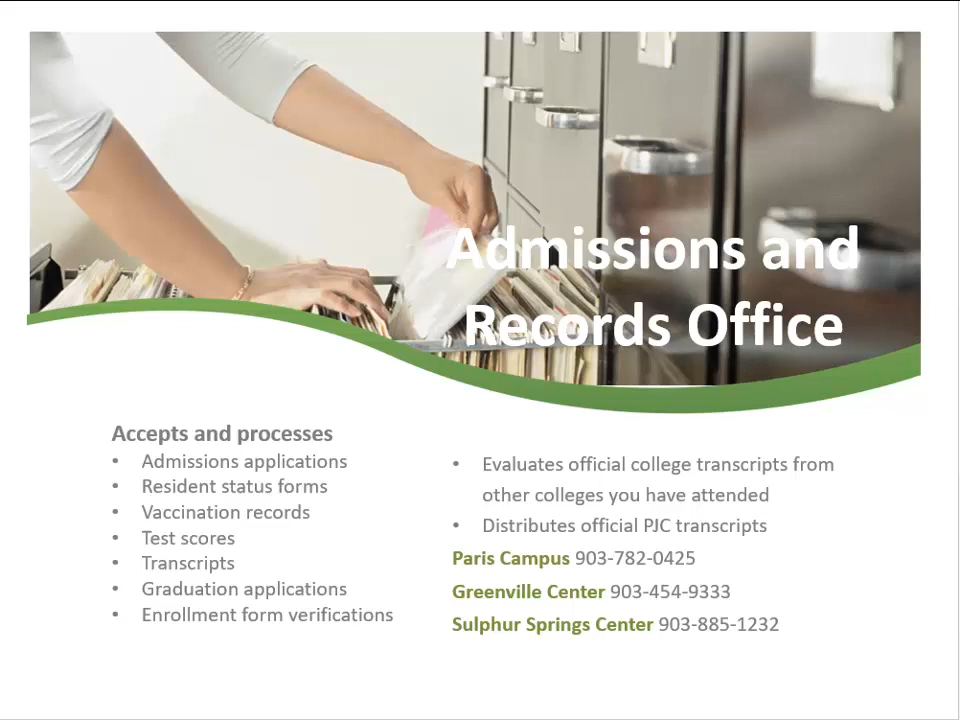 Admissions and
Records Office
Accepts and processes
• Admissions applications
• Resident status forms
• Vaccination records
• Test scores
• Transcripts
• Graduation applications
• Enrollment form verifications
• Evaluates official college transcripts from
other colleges you have attended
• Distributes official PJC transcripts
Paris Campus 903-782-0425
Greenville Center 903-454-9333
Sulphur Springs Center 903-885-1232